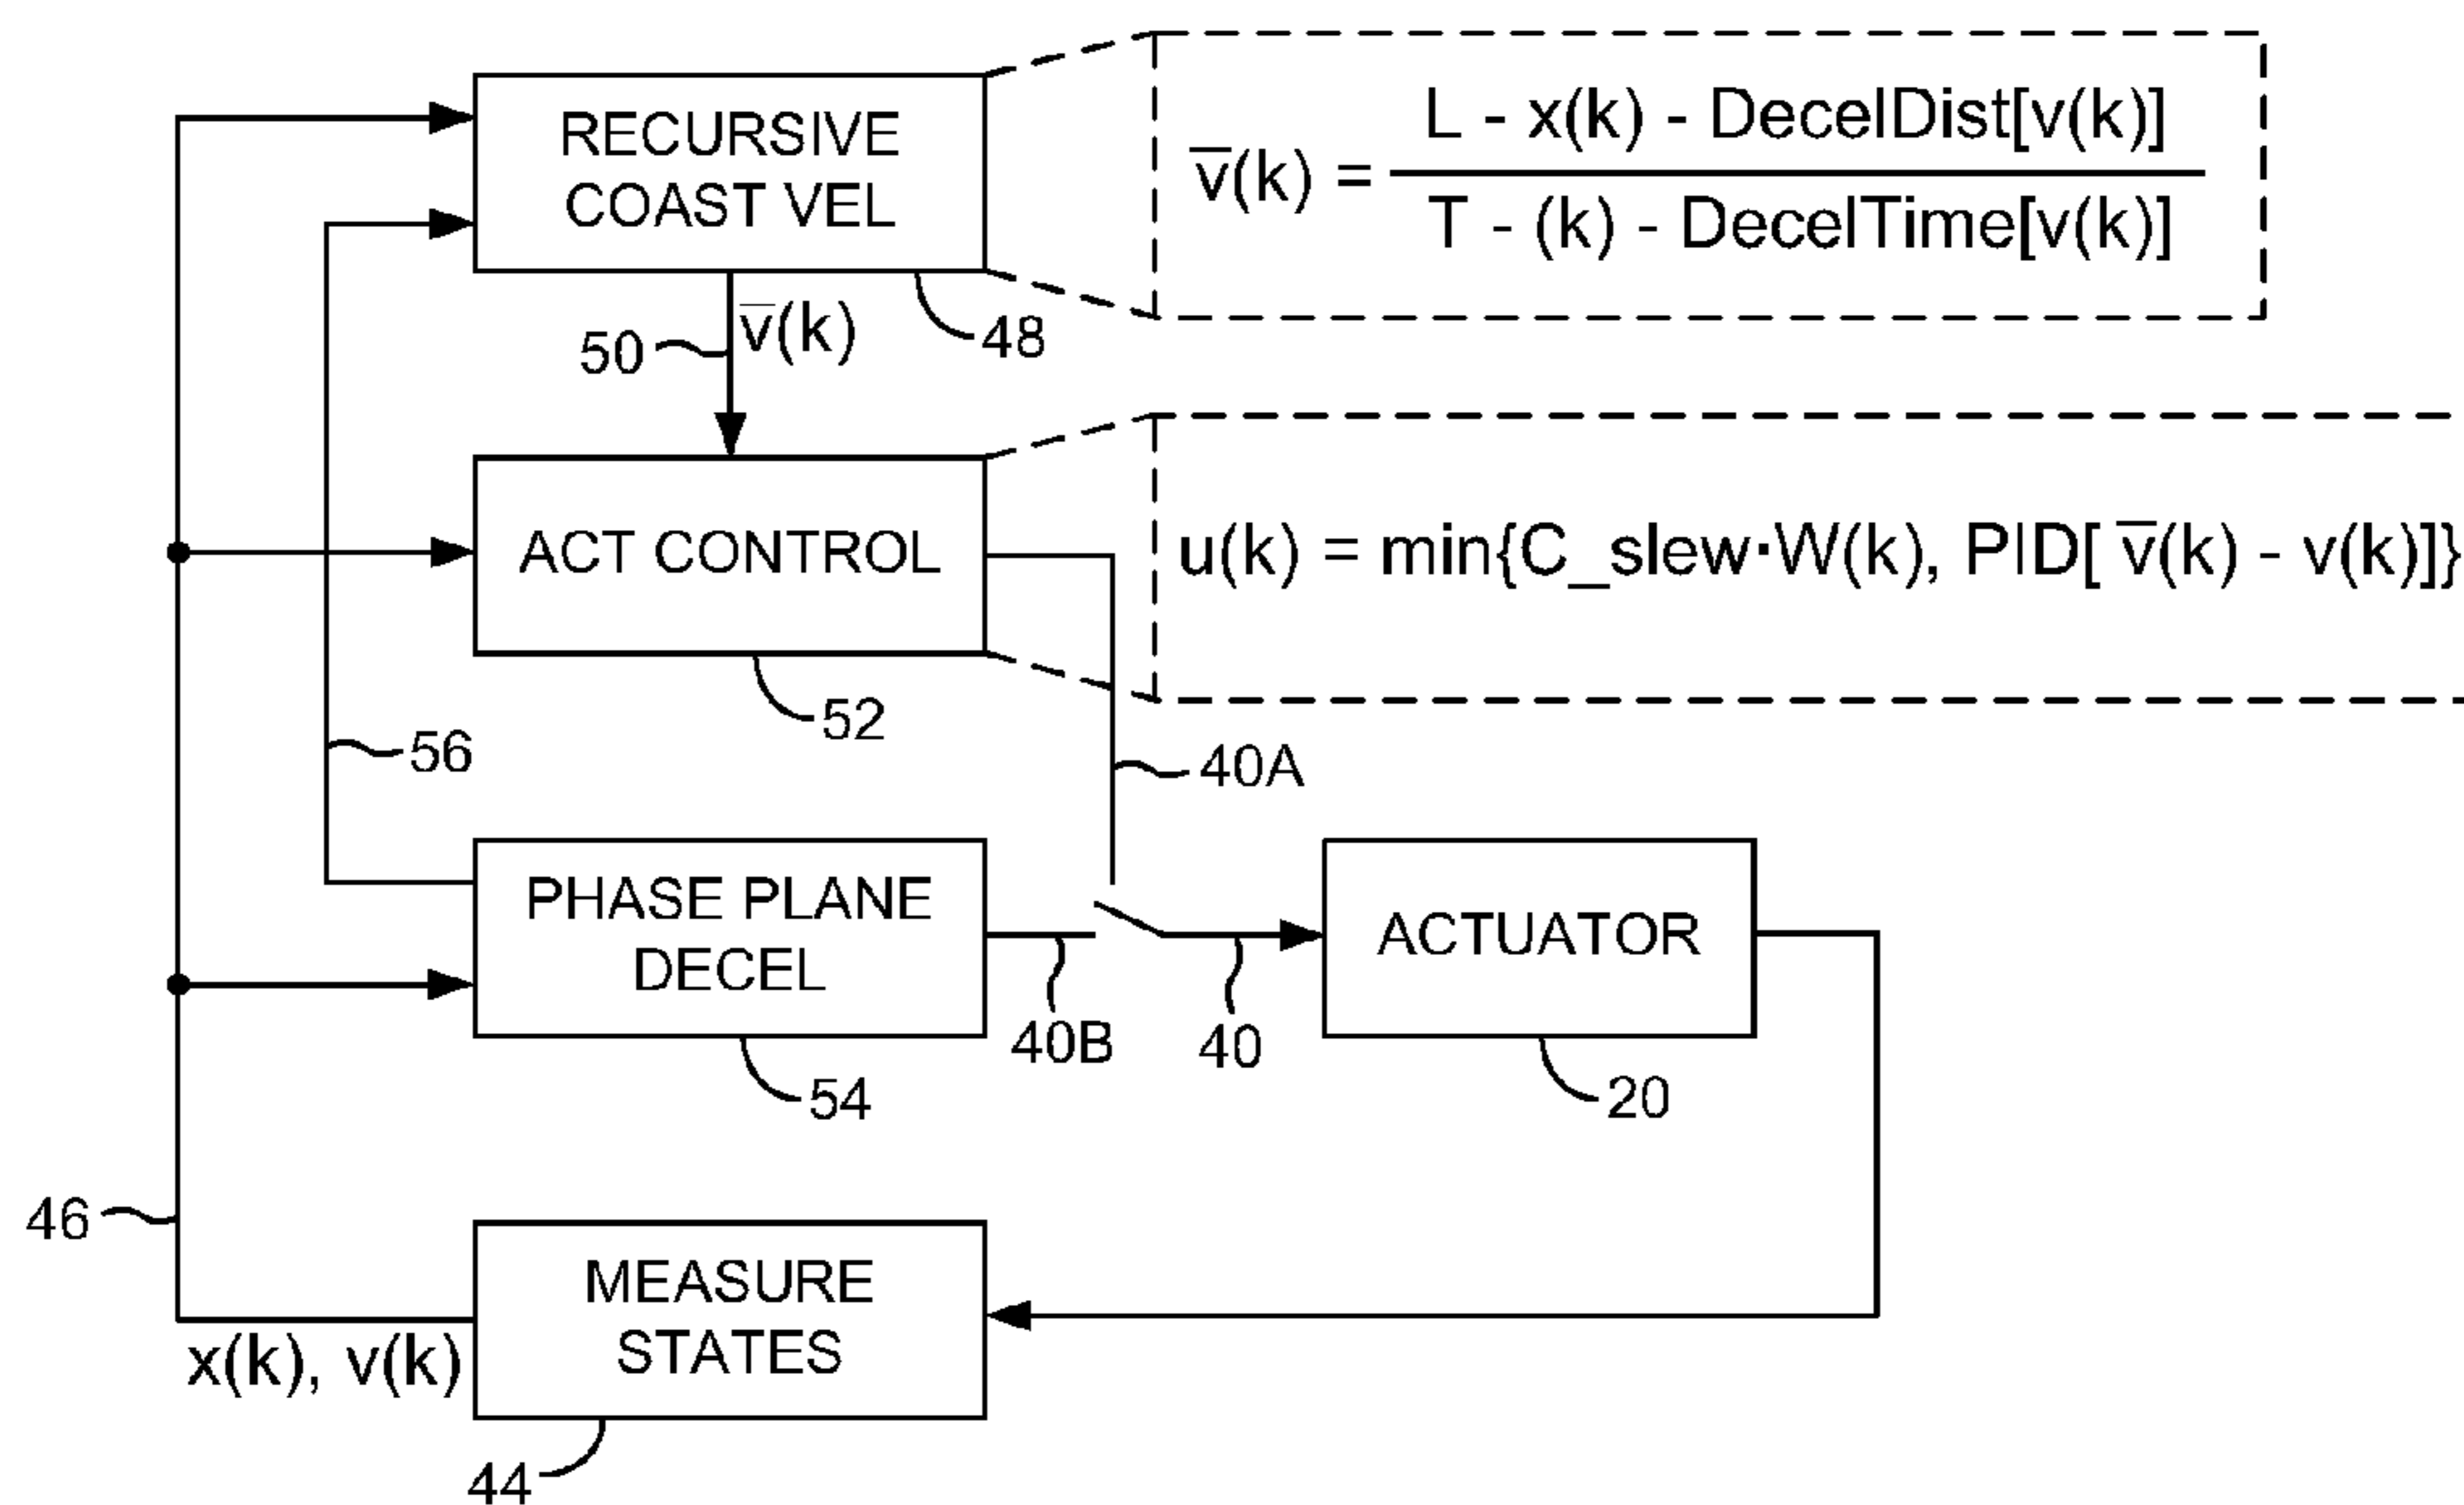 RECURSIVE
COAST VEL
v̅(k) = L - x(k) - DecelDist[v(k)]
T - (k) - DecelTime[v(k)]
50
v̅(k)
48
ACT CONTROL
u(k) = min{C_slew·W(k), PID[ v̅(k) - v(k)]}
52
56
40A
PHASE PLANE
DECEL
ACTUATOR
40B
40
54
20
46
MEASURE
STATES
x(k), v(k)
44